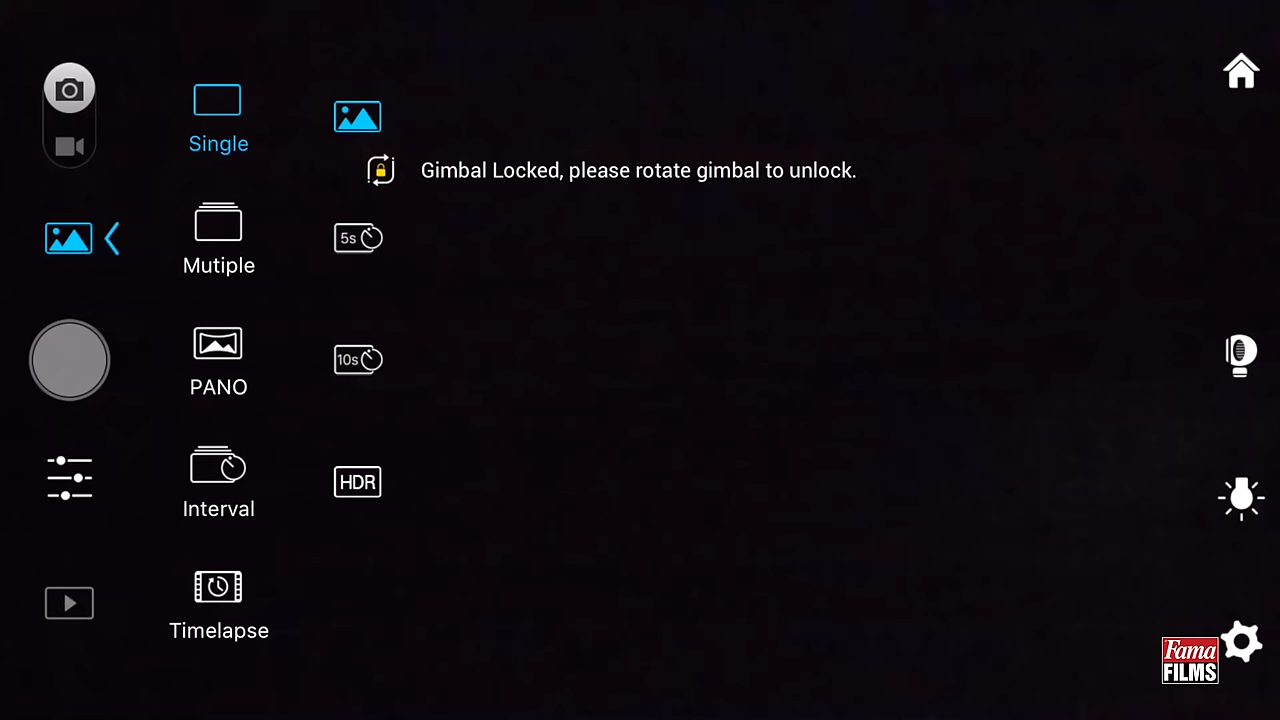 Single
Gimbal Locked, please rotate gimbal to unlock.
Mutiple
5s
PANO
10s
Interval
HDR
Timelapse
Fama
FILMS